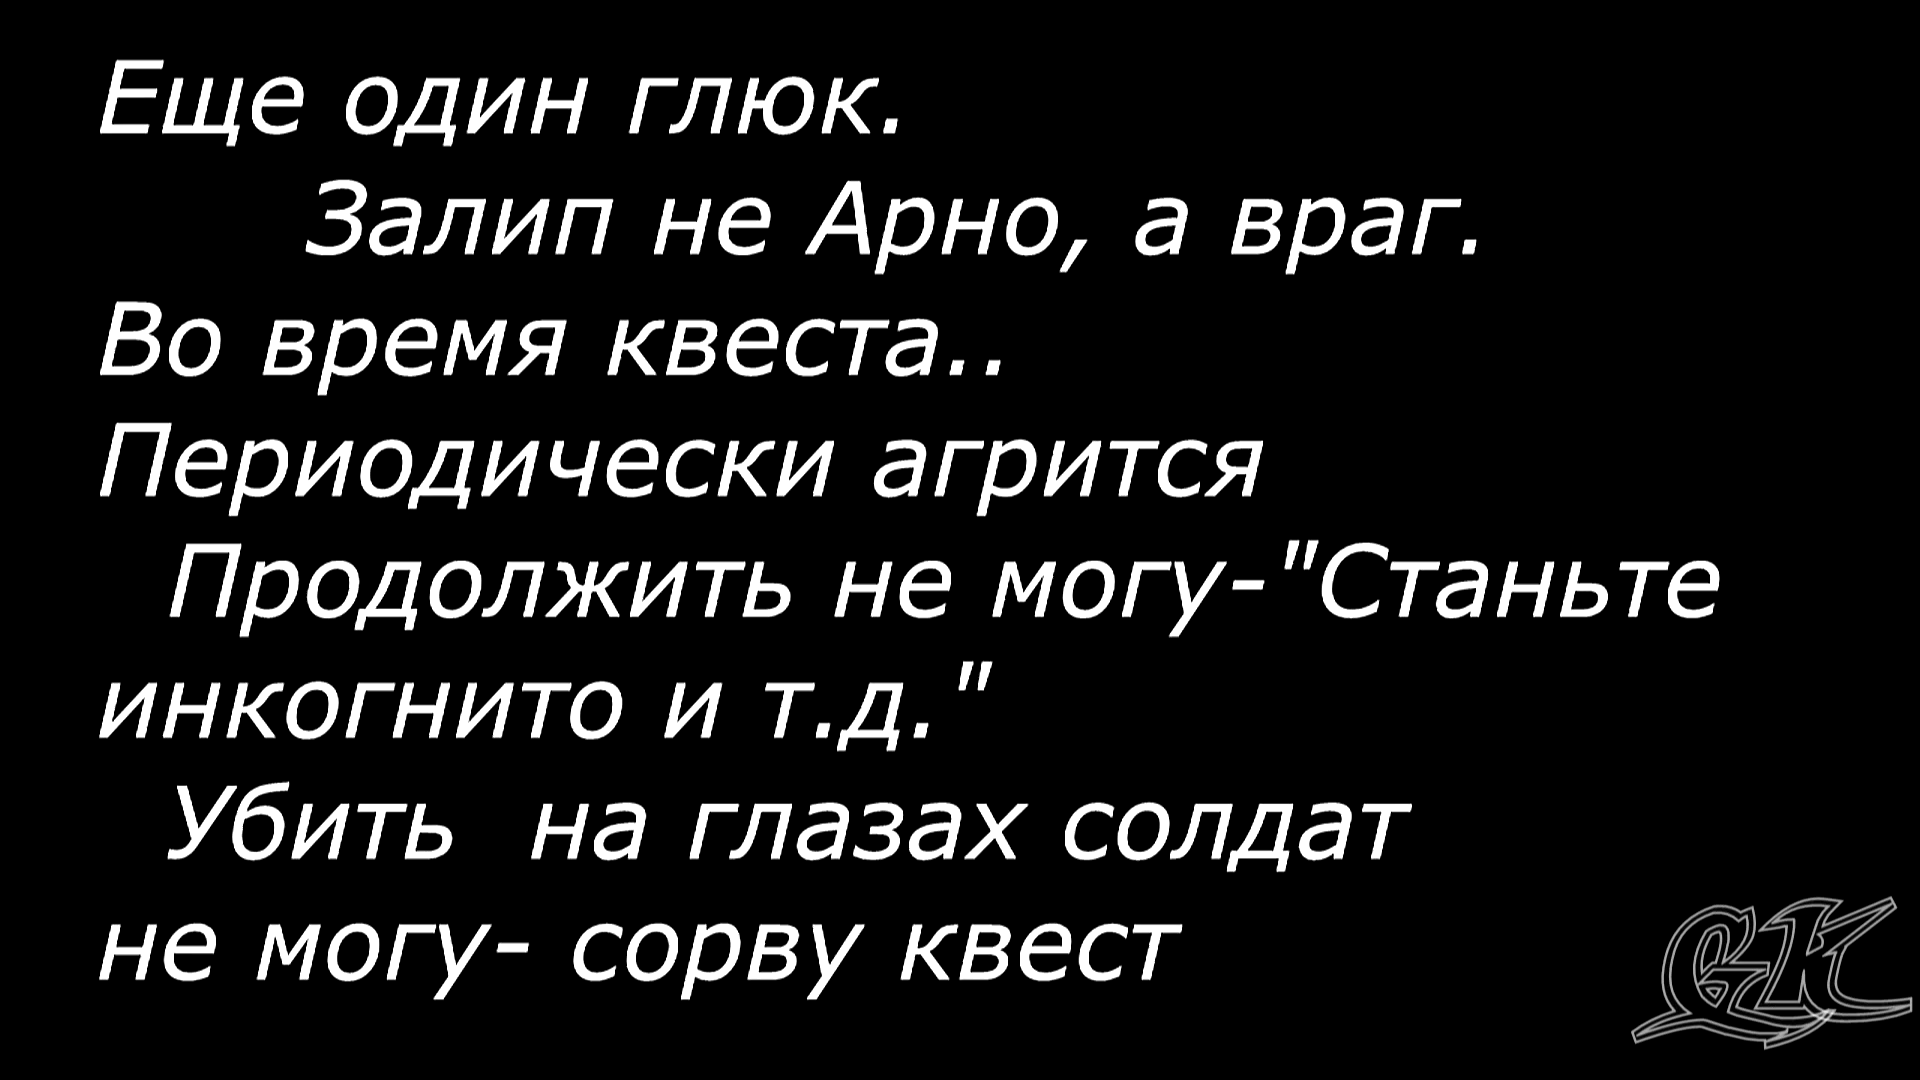 Еще один глюк.
Залип не Арно, а враг.
Во время квеста..
Периодически агрится
Продолжить не могу-"Станьте
инкогнито и т.д."
Убить на глазах солдат
не могу- сорву квест
GK